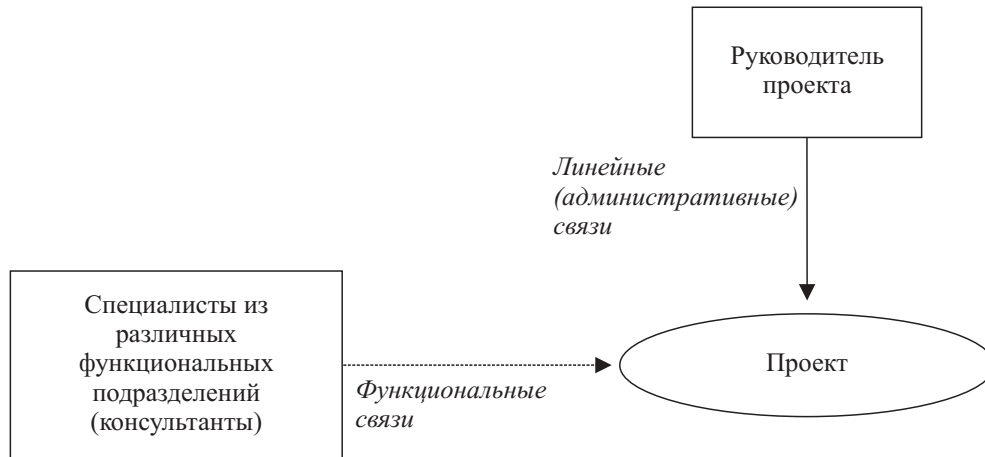 Руководитель
проекта
Линейные
(административные)
связи
Специалисты из
различных
функциональных
подразделений
(консультанты)
Функциональные
связи
Проект